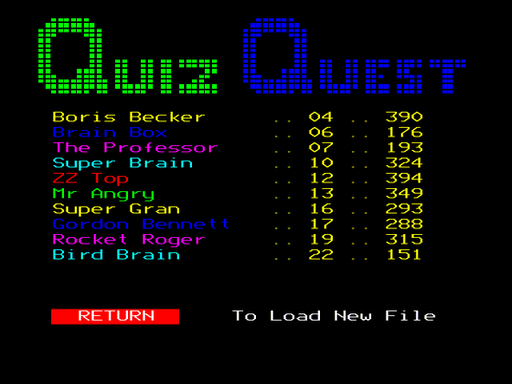 Quiz Quest
Boris Becker .. 04 .. 390
Brain Box .. 06 .. 176
The Professor .. 07 .. 193
Super Brain .. 10 .. 324
ZZ Top .. 12 .. 394
Mr Angry .. 13 .. 349
Super Gran .. 16 .. 293
Gordon Bennett .. 17 .. 288
Rocket Roger .. 19 .. 315
Bird Brain .. 22 .. 151
RETURN To Load New File